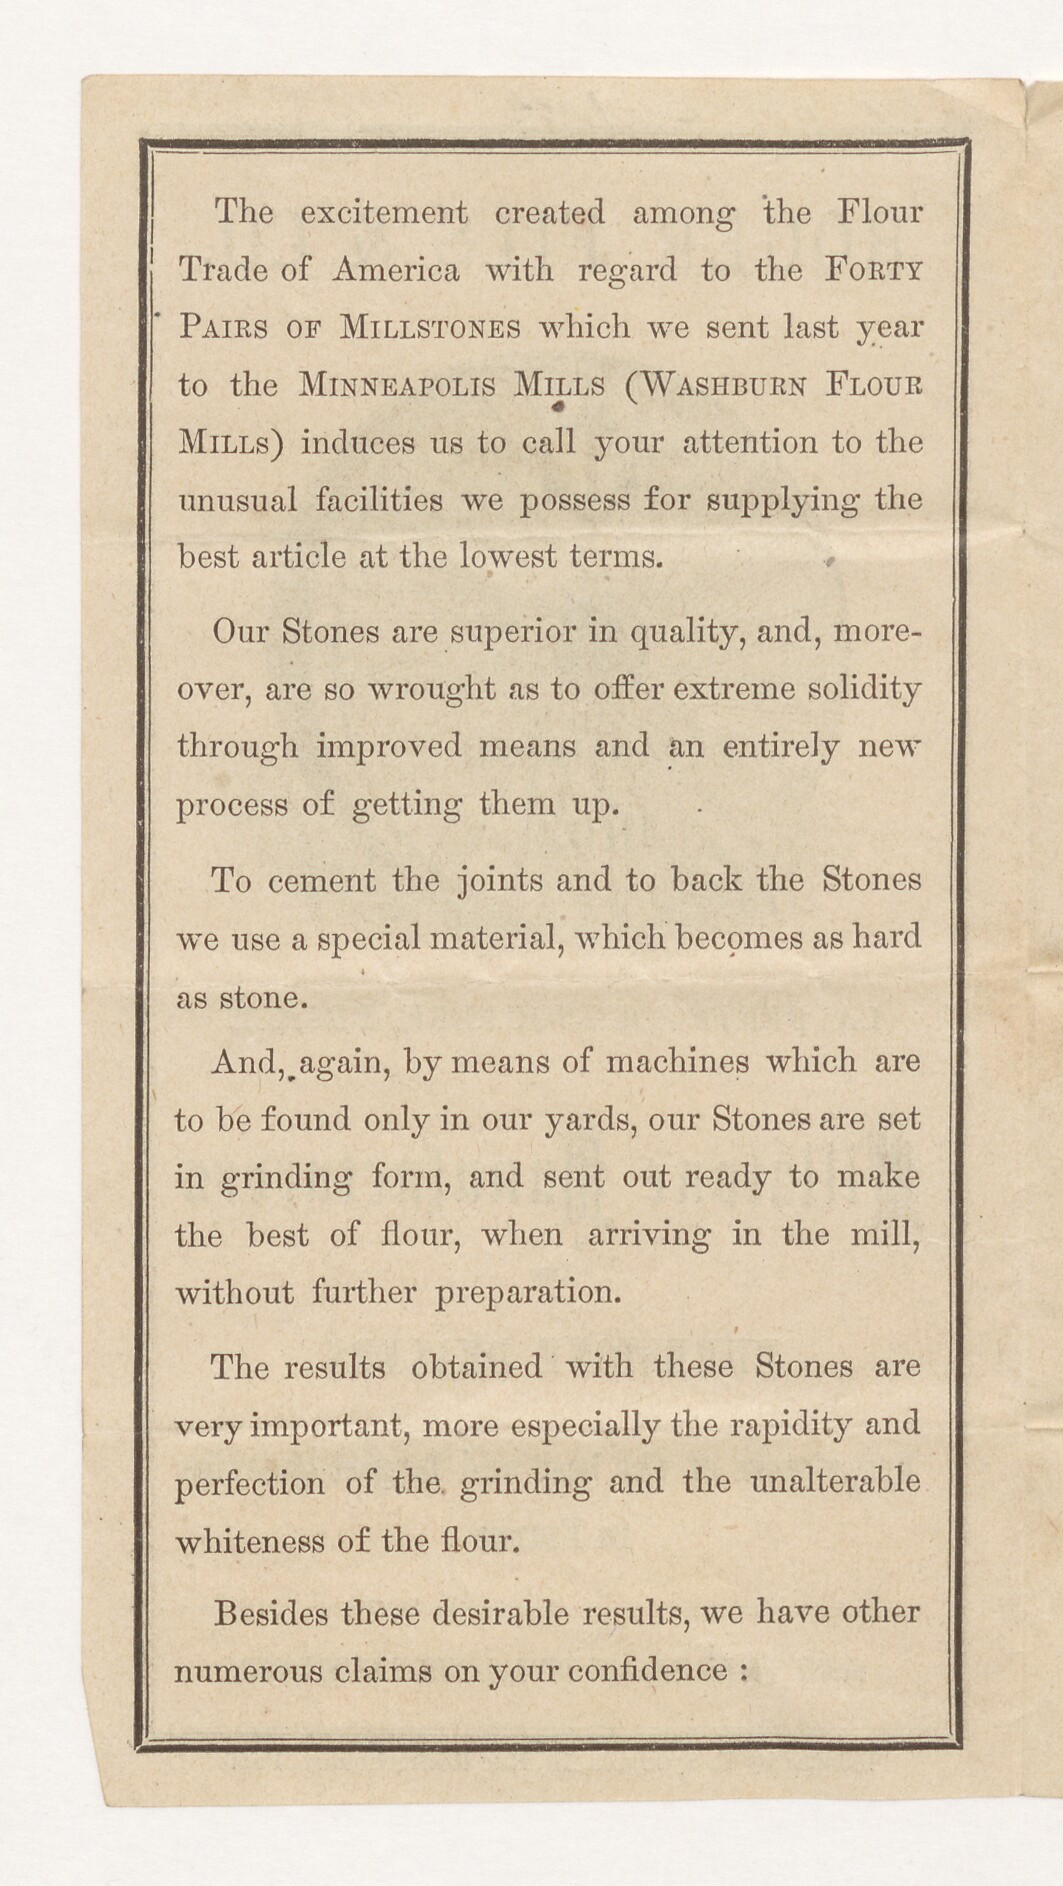 The excitement created among the Flour
Trade of America with regard to the FORTY
PAIRS OF MILLSTONES which we sent last year
to the MINNEAPOLIS MILLS (WASHBURN FLOUR
MILLS) induces us to call your attention to the
unusual facilities we possess for supplying the
best article at the lowest terms.
Our Stones are superior in quality, and, more-
over, are so wrought as to offer extreme solidity
through improved means and an entirely new
process of getting them up.
To cement the joints and to back the Stones
we use a special material, which becomes as hard
as stone.
And, again, by means of machines which are
to be found only in our yards, our Stones are set
in grinding form, and sent out ready to make
the best of flour, when arriving in the mill,
without further preparation.
The results obtained with these Stones are
very important, more especially the rapidity and
perfection of the grinding and the unalterable
whiteness of the flour.
Besides these desirable results, we have other
numerous claims on your confidence :